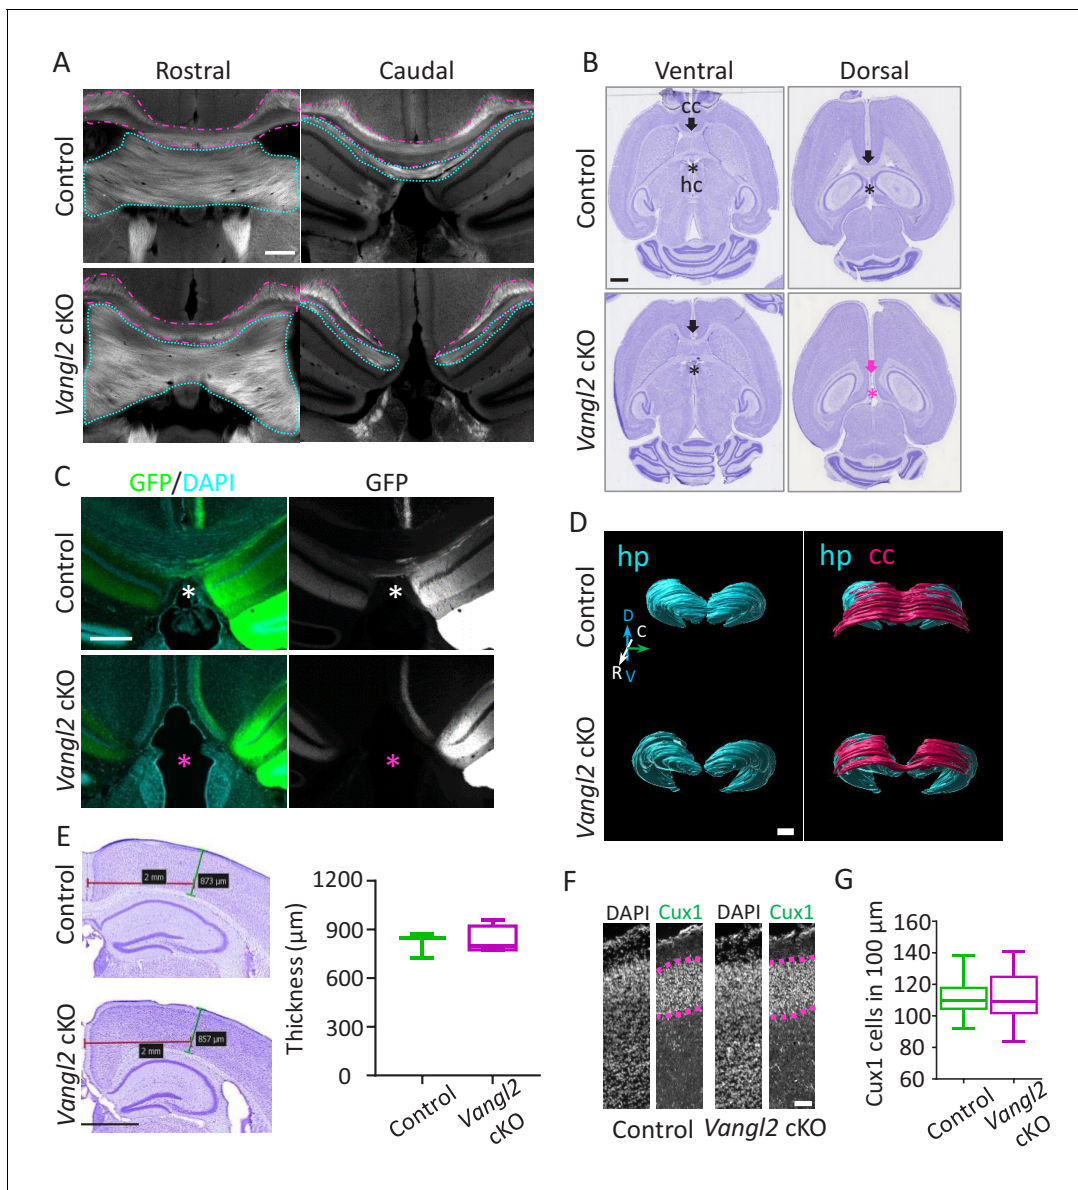 A
Rostral
Caudal
Control
Vangl2 cKO
B
Ventral
Dorsal
Control
Vangl2 cKO
cc
*
hc
*
*
*
C
GFP/DAPI
GFP
Control
Vangl2 cKO
*
*
*
*
D
hp
hp cc
Control
Vangl2 cKO
D
C
R
V
E
Control
Vangl2 cKO
2 mm
873 µm
2 mm
857 µm
Thickness (µm)
1200
900
600
300
0
Control
Vangl2
cKO
F
DAPI
Cux1
DAPI
Cux1
Control
Vangl2 cKO
G
Cux1 cells in 100 µm
160
140
120
100
80
60
Control
Vangl2
cKO